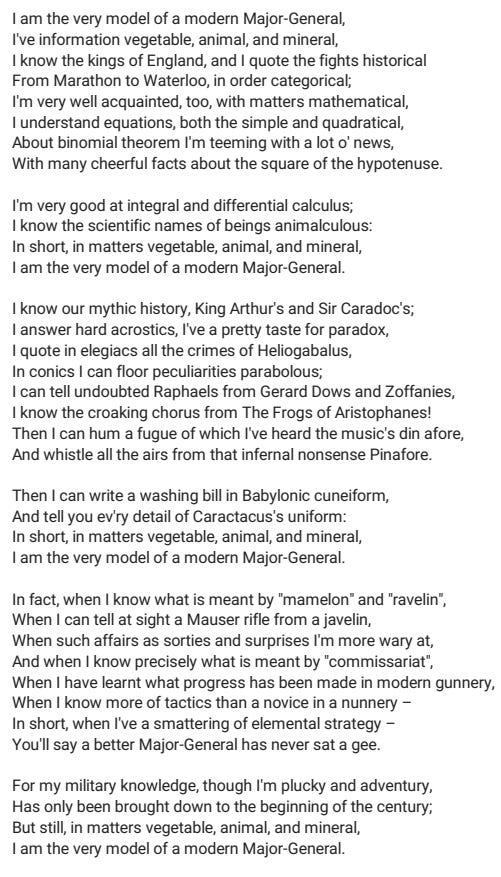 I am the very model of a modern Major-General,
I've information vegetable, animal, and mineral,
I know the kings of England, and I quote the fights historical
From Marathon to Waterloo, in order categorical;
I'm very well acquainted, too, with matters mathematical,
I understand equations, both the simple and quadratical,
About binomial theorem I'm teeming with a lot o' news,
With many cheerful facts about the square of the hypotenuse.

I'm very good at integral and differential calculus;
I know the scientific names of beings animalculous:
In short, in matters vegetable, animal, and mineral,
I am the very model of a modern Major-General.

I know our mythic history, King Arthur's and Sir Caradoc's;
I answer hard acrostics, I've a pretty taste for paradox,
I quote in elegiacs all the crimes of Heliogabalus,
In conics I can floor peculiarities parabolous;
I can tell undoubted Raphaels from Gerard Dows and Zoffanies,
I know the croaking chorus from The Frogs of Aristophanes!
Then I can hum a fugue of which I've heard the music's din afore,
And whistle all the airs from that infernal nonsense Pinafore.

Then I can write a washing bill in Babylonic cuneiform,
And tell you ev'ry detail of Caractacus's uniform:
In short, in matters vegetable, animal, and mineral,
I am the very model of a modern Major-General.

In fact, when I know what is meant by "mamelon" and "ravelin",
When I can tell at sight a Mauser rifle from a javelin,
When such affairs as sorties and surprises I'm more wary at,
And when I know precisely what is meant by "commissariat",
When I have learnt what progress has been made in modern gunnery,
When I know more of tactics than a novice in a nunnery –
In short, when I've a smattering of elemental strategy –
You'll say a better Major-General has never sat a gee.

For my military knowledge, though I'm plucky and adventury,
Has only been brought down to the beginning of the century;
But still, in matters vegetable, animal, and mineral,
I am the very model of a modern Major-General.